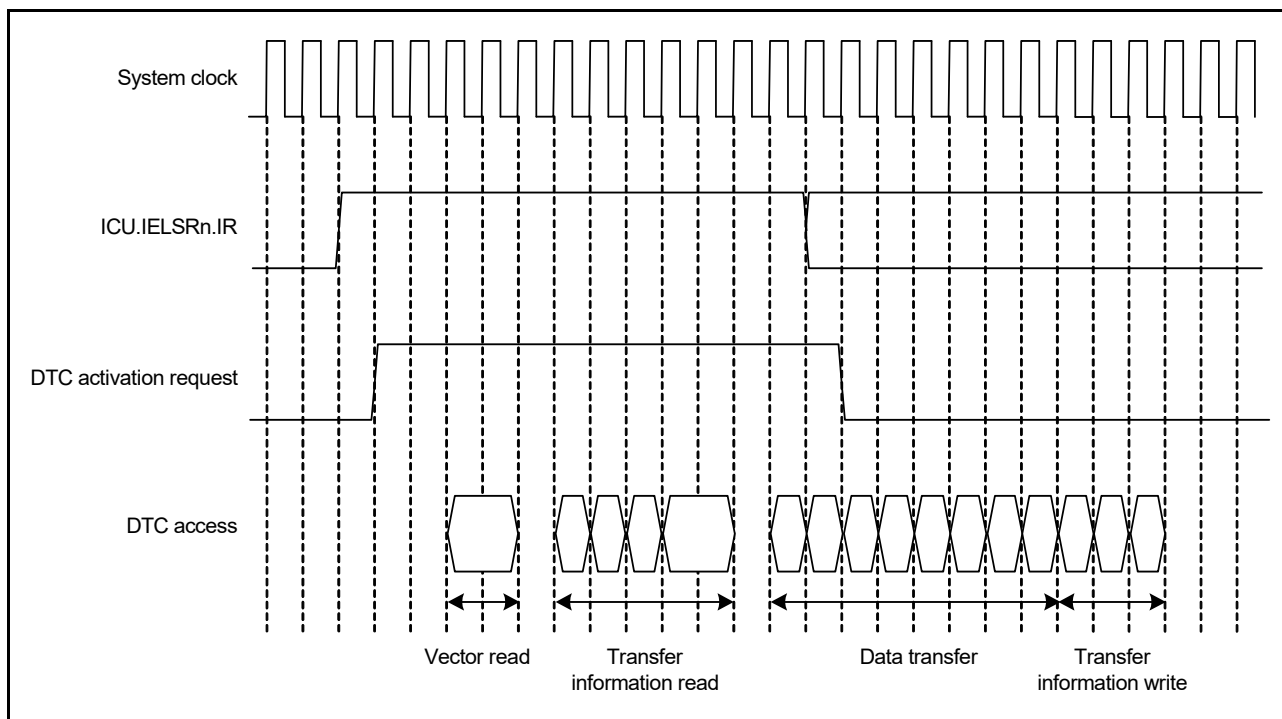 System clock
ICU.IELSRn.IR
DTC activation request
DTC access
Vector read
Transfer
information read
Data transfer
Transfer
information write